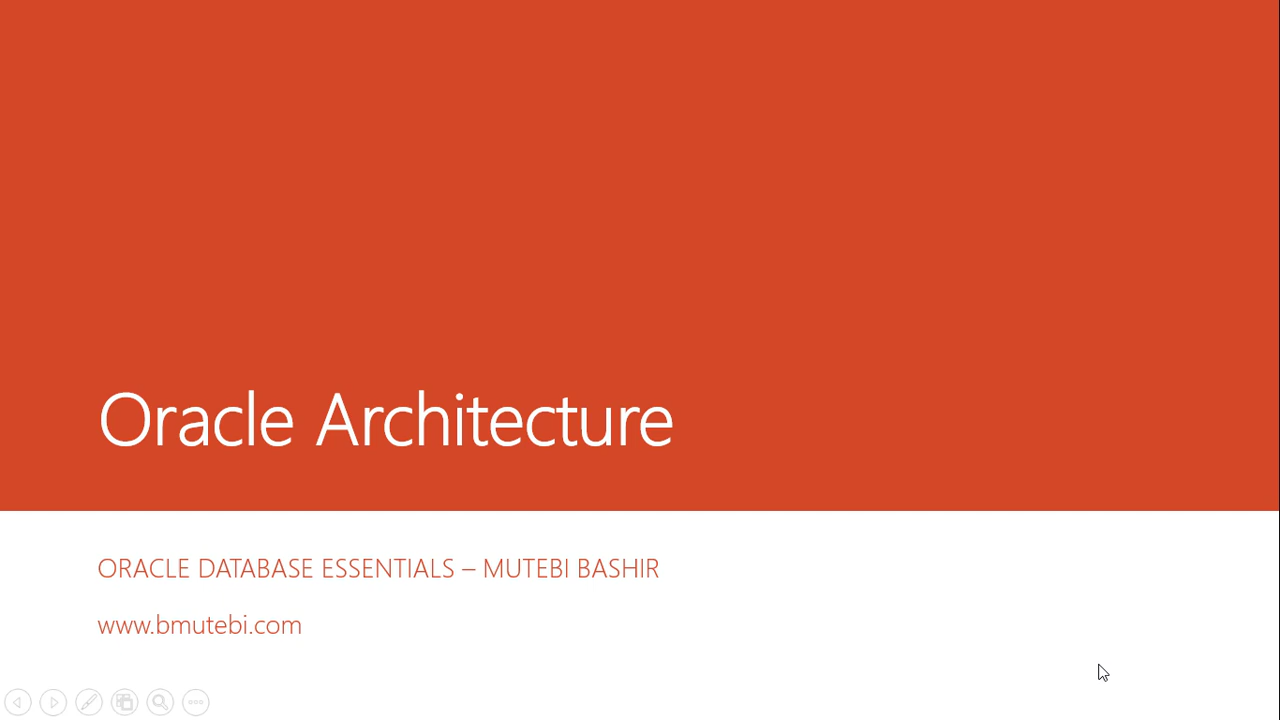 Oracle Architecture
ORACLE DATABASE ESSENTIALS – MUTEBI BASHIR
www.bmutebi.com